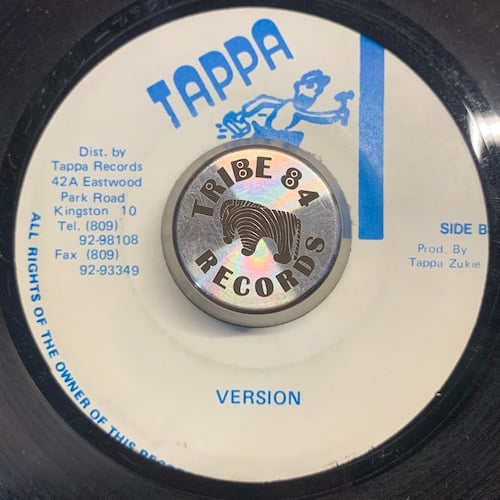 TAPPA
Dist. by
Tappa Records
42A Eastwood
Park Road
Kingston 10
Tel. (809)
92-98108
Fax (809)
92-93349
TRIBE 84
RECORDS
SIDE B
Prod. By
Tappa Zukie
VERSION
ALL RIGHTS OF THE OWNER OF THIS RECO